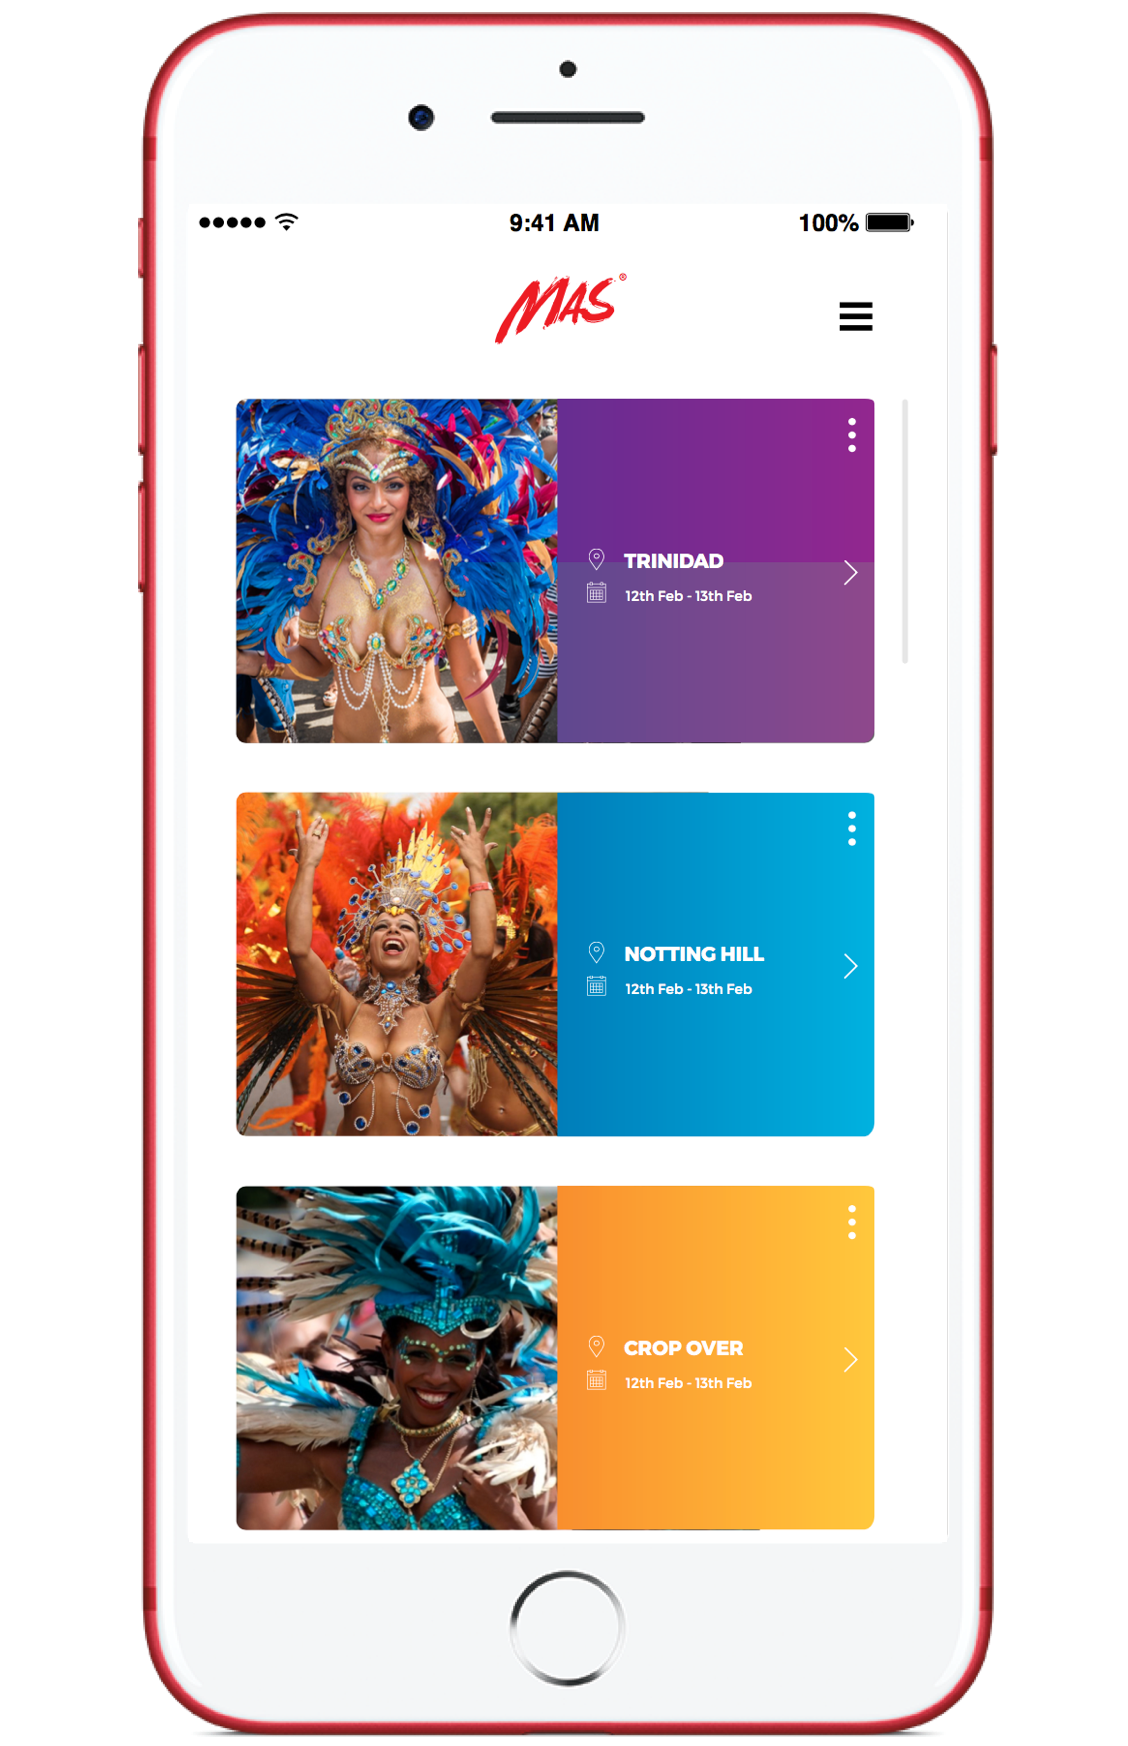 9:41 AM
100%
MAS®
TRINIDAD
12th Feb - 13th Feb
NOTTING HILL
12th Feb - 13th Feb
CROP OVER
12th Feb - 13th Feb